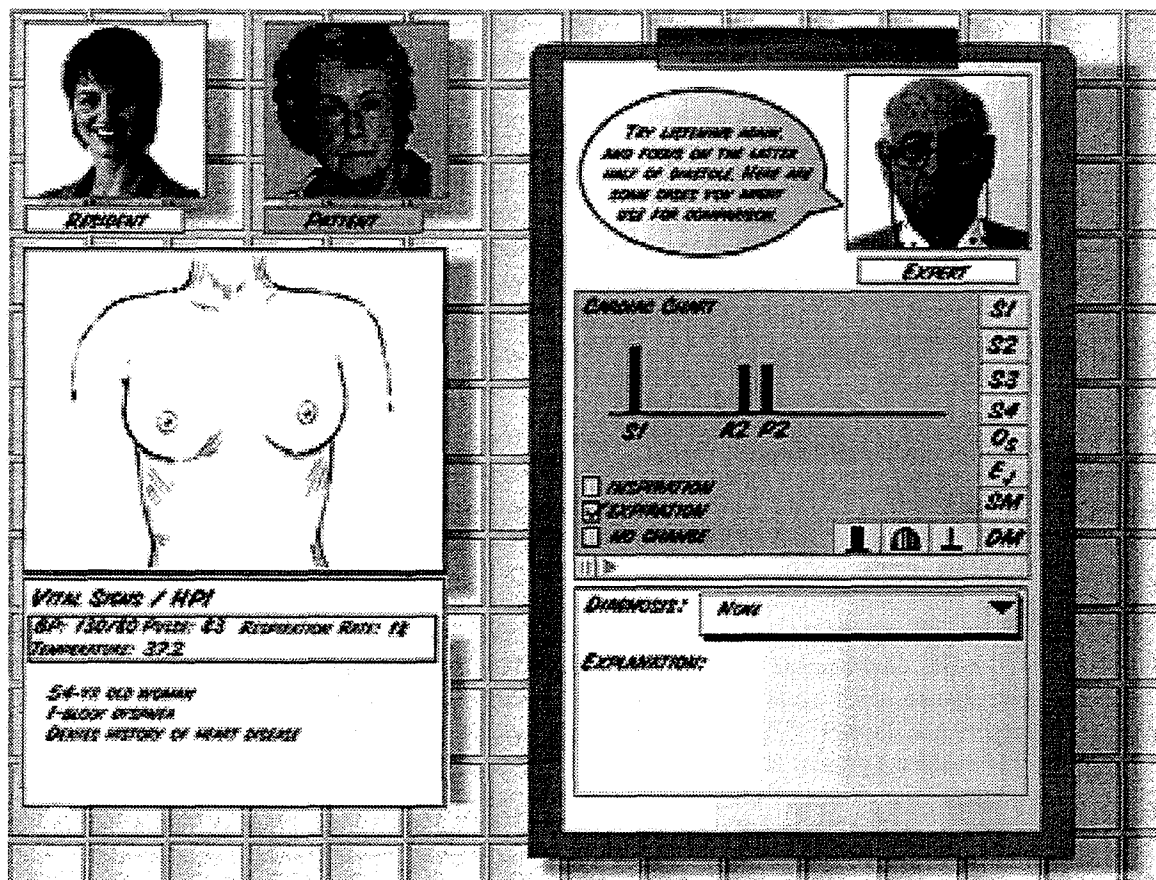 RESIDENT
PATIENT
TRY LISTENING AGAIN,
AND FOCUS ON THE LATTER
HALF OF DIASTOLE. HERE ARE
SOME CASES YOU MIGHT
USE FOR COMPARISON.
EXPERT
CARDIAC CHART
S1
S2
S3
S4
OS
EJ
SM
DM
S1 A2 P2
INSPIRATION
EXPIRATION
NO CHANGE
VITAL SIGNS / HPI
BP: 130/80 PULSE: RESPIRATION RATE:
TEMPERATURE: 37.2
54-YR OLD WOMAN
1-BLOCK DYSPNEA
DENIES HISTORY OF HEART DISEASE
DIAGNOSIS: NONE
EXPLANATION: